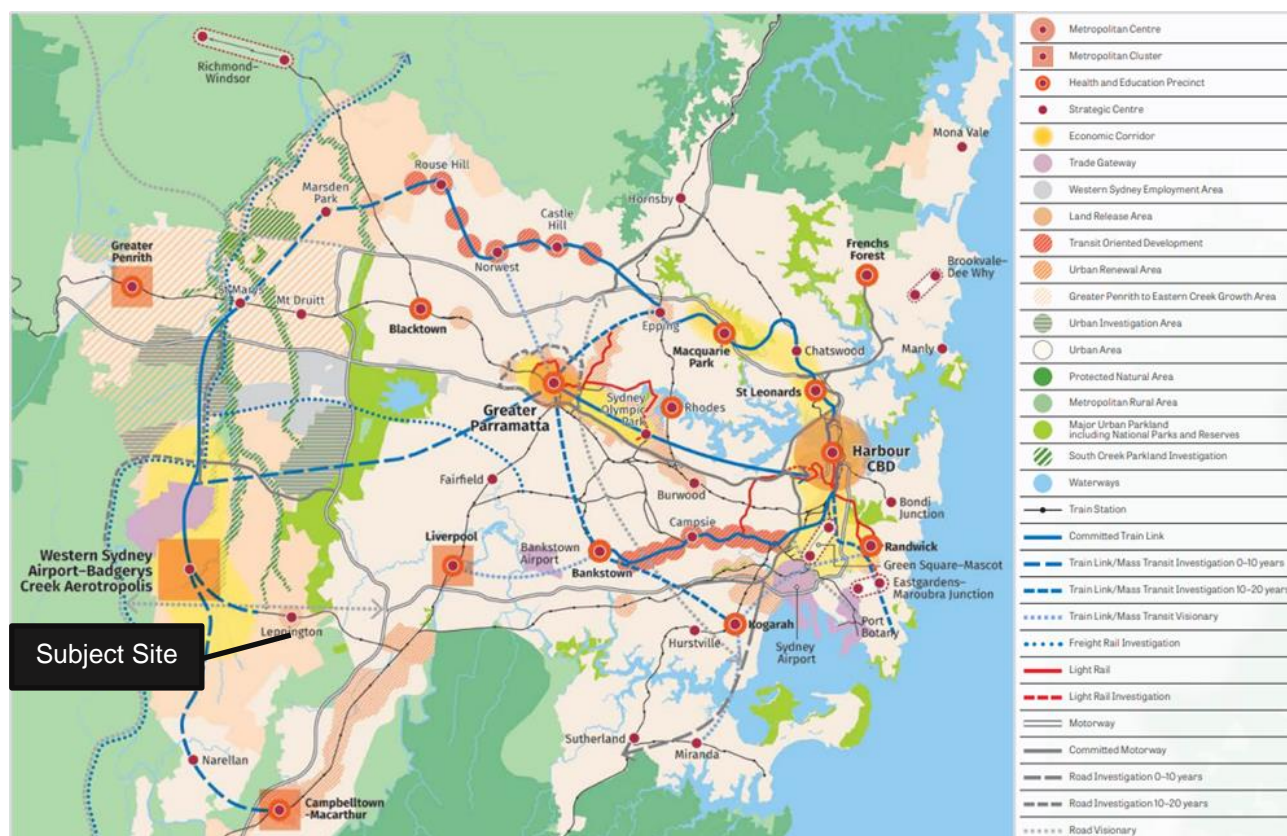 Richmond–
Windsor
Mona Vale
Rouse Hill
Marsden
Park
Hornsby
Castle
Hill
Greater
Penrith
Norwest
Frenchs
Forest
Brookvale–
Dee Why
St Marys
Mt Druitt
Blacktown
Epping
Macquarie
Park
Chatswood
Manly
St Leonards
Greater
Parramatta
Sydney
Olympic
Park
Rhodes
Harbour
CBD
Fairfield
Burwood
Bondi
Junction
Liverpool
Bankstown
Airport
Campsie
Western Sydney
Airport–Badgerys
Creek Aerotropolis
Bankstown
Randwick
Green Square–Mascot
Eastgardens–
Maroubra Junction
Leppington
Kogarah
Port
Botany
Hurstville
Sydney
Airport
Subject Site
Sutherland
Miranda
Narellan
Campbelltown
-Macarthur
Metropolitan Centre
Metropolitan Cluster
Health and Education Precinct
Strategic Centre
Economic Corridor
Trade Gateway
Western Sydney Employment Area
Land Release Area
Transit Oriented Development
Urban Renewal Area
Greater Penrith to Eastern Creek Growth Area
Urban Investigation Area
Urban Area
Protected Natural Area
Metropolitan Rural Area
Major Urban Parkland
including National Parks and Reserves
South Creek Parkland Investigation
Waterways
Train Station
Committed Train Link
Train Link/Mass Transit Investigation 0–10 years
Train Link/Mass Transit Investigation 10–20 years
Train Link/Mass Transit Visionary
Freight Rail Investigation
Light Rail
Light Rail Investigation
Motorway
Committed Motorway
Road Investigation 0–10 years
Road Investigation 10–20 years
Road Visionary